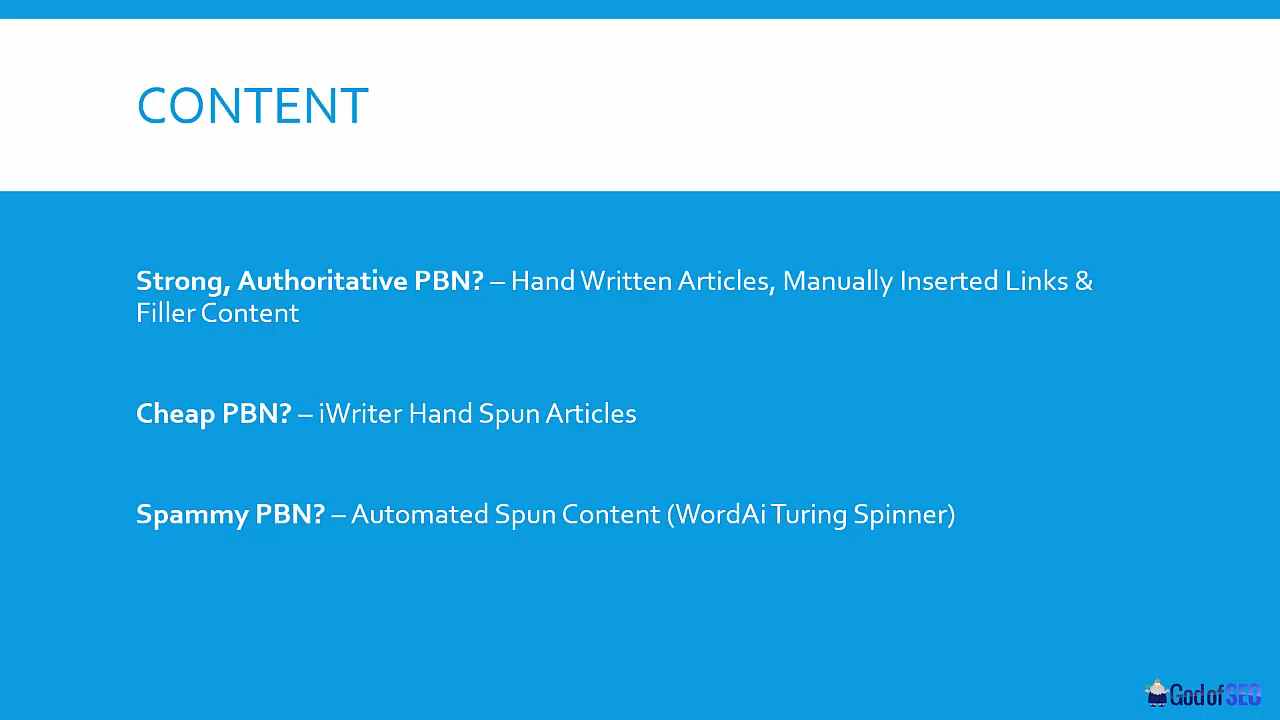 CONTENT
Strong, Authoritative PBN? – Hand Written Articles, Manually Inserted Links &
Filler Content
Cheap PBN? – iWriter Hand Spun Articles
Spammy PBN? – Automated Spun Content (WordAi Turing Spinner)
God of SEO